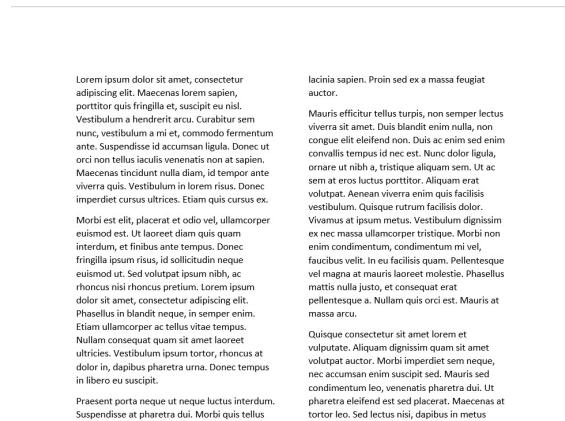 Lorem ipsum dolor sit amet, consectetur
adipiscing elit. Maecenas lorem sapien,
porttitor quis fringilla et, suscipit eu nisl.
Vestibulum a hendrerit arcu. Curabitur sem
nunc, vestibulum a mi et, commodo fermentum
ante. Suspendisse id accumsan ligula. Donec ut
orci non tellus iaculis venenatis non at sapien.
Maecenas tincidunt nulla diam, id tempor ante
viverra quis. Vestibulum in lorem risus. Donec
imperdiet cursus ultrices. Etiam quis cursus ex.
Morbi est elit, placerat et odio vel, ullamcorper
euismod est. Ut laoreet diam quis quam
interdum, et finibus ante tempus. Donec
fringilla ipsum risus, id sollicitudin neque
euismod ut. Sed volutpat ipsum nibh, ac
rhoncus nisi rhoncus pretium. Lorem ipsum
dolor sit amet, consectetur adipiscing elit.
Phasellus in blandit neque, in semper enim.
Etiam ullamcorper ac tellus vitae tempus.
Nullam consequat quam sit amet laoreet
ultricies. Vestibulum ipsum tortor, rhoncus at
dolor in, dapibus pharetra urna. Donec tempus
in libero eu suscipit.
Praesent porta neque ut neque luctus interdum.
Suspendisse at pharetra dui. Morbi quis tellus
lacinia sapien. Proin sed ex a massa feugiat
auctor.
Mauris efficitur tellus turpis, non semper lectus
viverra sit amet. Duis blandit enim nulla, non
congue elit eleifend non. Duis ac enim sed enim
convallis tempus id nec est. Nunc dolor ligula,
ornare ut nibh a, tristique aliquam sem. Ut ac
sem at eros luctus porttitor. Aliquam erat
volutpat. Aenean viverra enim quis facilisis
vestibulum. Quisque rutrum facilisis dolor.
Vivamus at ipsum metus. Vestibulum dignissim
ex nec massa ullamcorper tristique. Morbi non
enim condimentum, condimentum mi vel,
faucibus velit. In eu facilisis quam. Pellentesque
vel magna at mauris laoreet molestie. Phasellus
mattis nulla justo, et consequat erat
pellentesque a. Nullam quis orci est. Mauris at
massa arcu.
Quisque consectetur sit amet lorem et
vulputate. Aliquam dignissim quam sit amet
volutpat auctor. Morbi imperdiet sem neque,
nec accumsan enim suscipit sed. Mauris sed
condimentum leo, venenatis pharetra dui. Ut
pharetra eleifend est sed placerat. Maecenas at
tortor leo. Sed lectus nisi, dapibus in metus